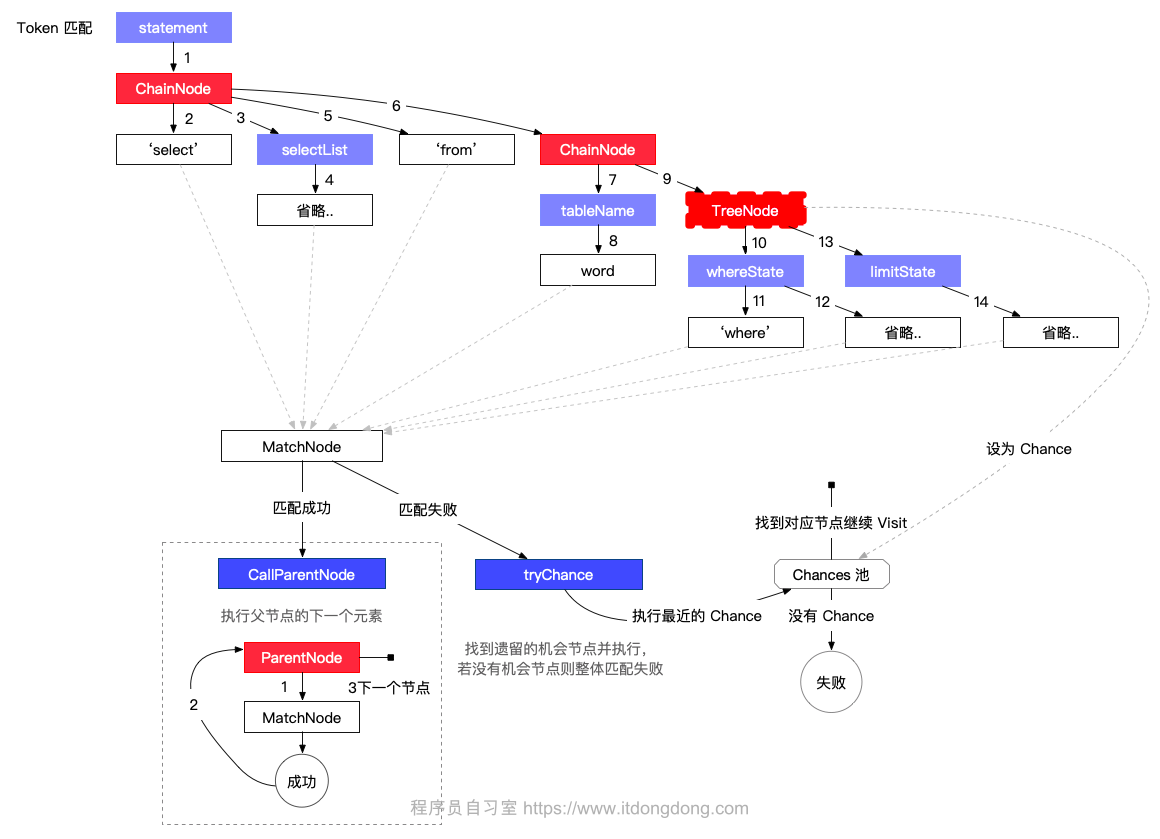 Token 匹配
statement
1
ChainNode
6
2
3
5
‘select’
selectList
‘from’
ChainNode
4
7
9
省略..
tableName
TreeNode
8
10
13
word
whereState
limitState
11
12
14
‘where’
省略..
省略..
MatchNode
设为 Chance
匹配成功
匹配失败
找到对应节点继续 Visit
CallParentNode
tryChance
Chances 池
执行父节点的下一个元素
执行最近的 Chance
没有 Chance
找到遗留的机会节点并执行，
若没有机会节点则整体匹配失败
ParentNode
1
3下一个节点
2
MatchNode
失败
成功
程序员自习室 https://www.itdongdong.com